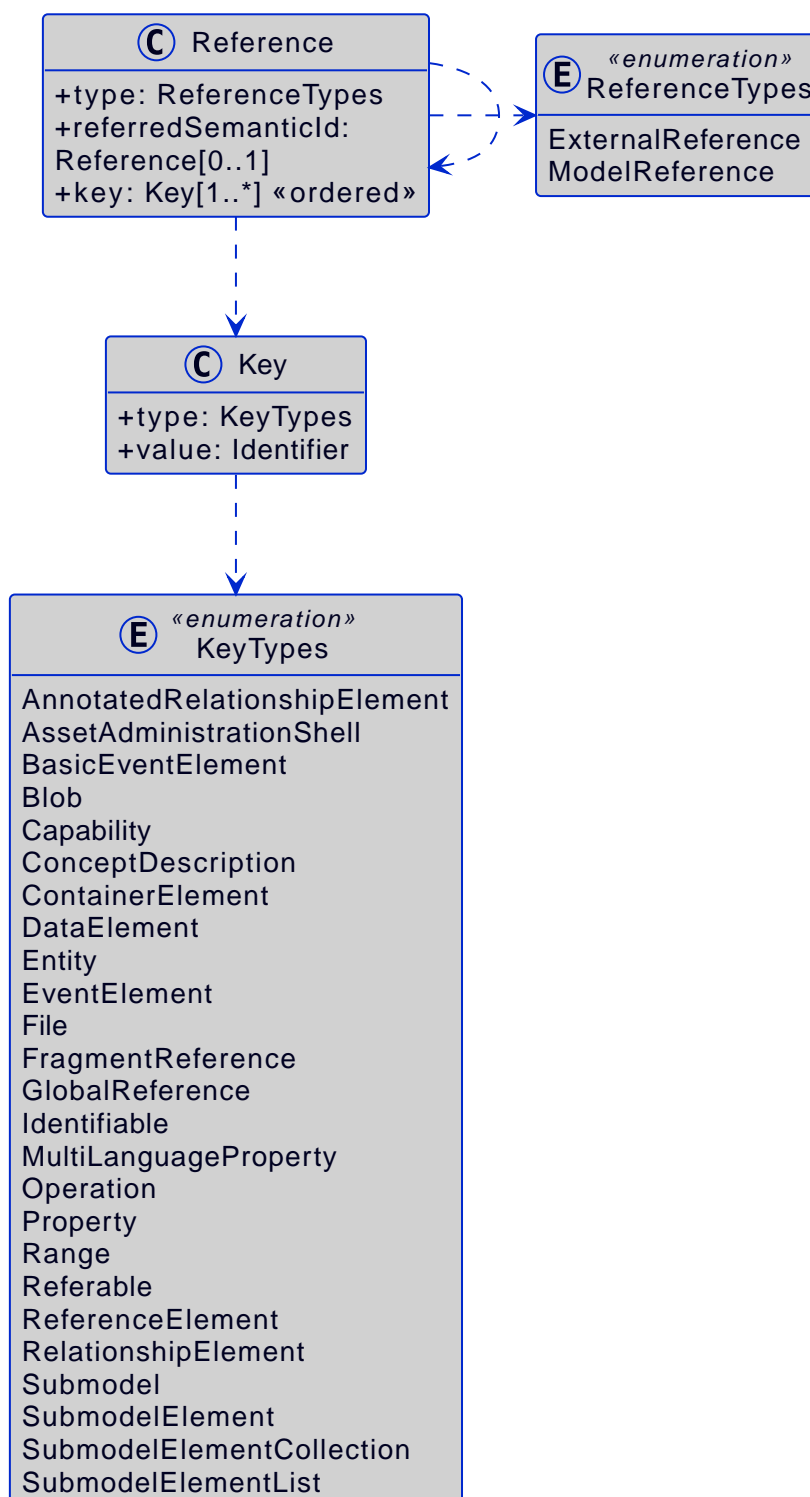 C Reference
+type: ReferenceTypes
+referredSemanticId:
Reference[0..1]
+key: Key[1..*] «ordered»
E «enumeration»
ReferenceTypes
ExternalReference
ModelReference
C Key
+type: KeyTypes
+value: Identifier
E «enumeration»
KeyTypes
AnnotatedRelationshipElement
AssetAdministrationShell
BasicEventElement
Blob
Capability
ConceptDescription
ContainerElement
DataElement
Entity
EventElement
File
FragmentReference
GlobalReference
Identifiable
MultiLanguageProperty
Operation
Property
Range
Referable
ReferenceElement
RelationshipElement
Submodel
SubmodelElement
SubmodelElementCollection
SubmodelElementList